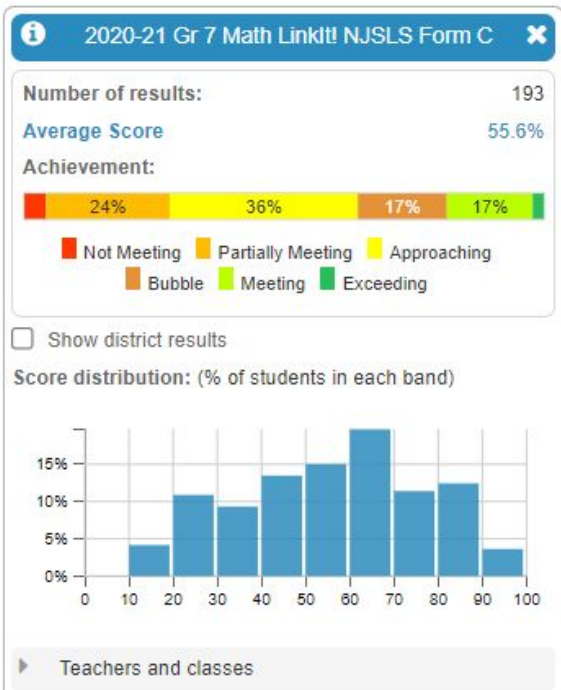 2020-21 Gr 7 Math LinkIt! NJSLS Form C
Number of results: 193
Average Score 55.6%
Achievement:
24% 36% 17% 17%
Not Meeting Partially Meeting Approaching
Bubble Meeting Exceeding
Show district results
Score distribution: (% of students in each band)
15%
10%
5%
0%
0 10 20 30 40 50 60 70 80 90 100
Teachers and classes